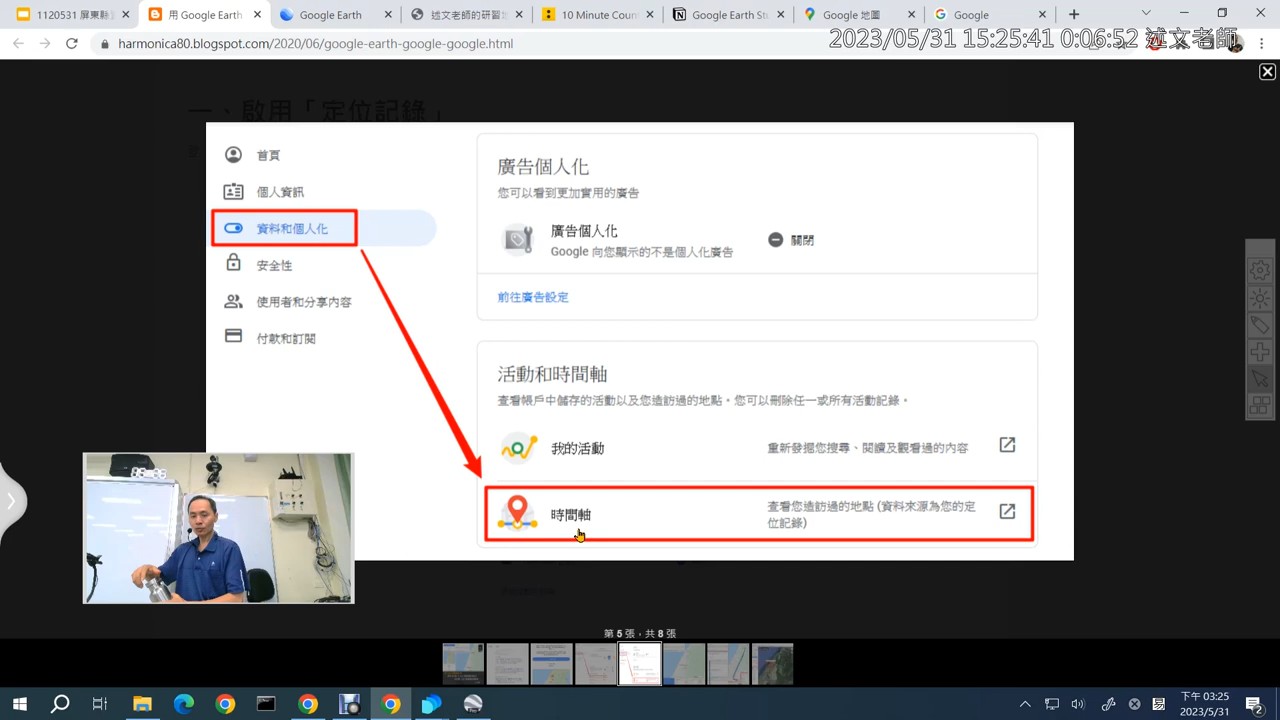 1120531 屏東縣
用 Google Earth
Google Earth
述文老師的研習
10 Minute Coun
Google Earth Stu
Google 地圖
Google
harmonica80.blogspot.com/2020/06/google-earth-google-google.html
2023/05/31 15:25:41 0:06:52 述文老師
一、啟用「定位記錄」
首頁
個人資訊
資料和個人化
安全性
使用者和分享內容
付款和訂閱
廣告個人化
您可以看到更加實用的廣告
廣告個人化
Google 向您顯示的不是個人化廣告
關閉
前往廣告設定
活動和時間軸
查看帳戶中儲存的活動以及您造訪過的地點。您可以刪除任一或所有活動記錄。
我的活動
重新發掘您搜尋、閱讀及觀看過的內容
時間軸
查看您造訪過的地點 (資料來源為您的定
位記錄)
第 5 張，共 8 張
下午 03:25
2023/5/31
2